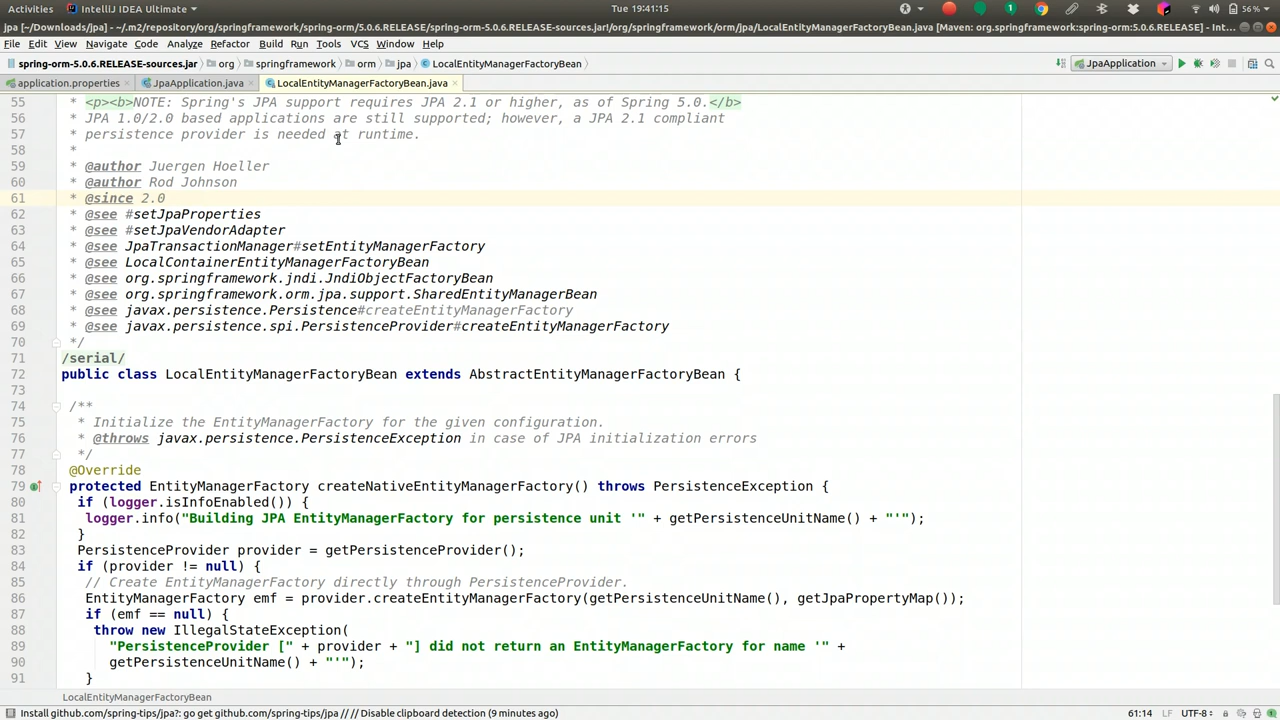 Activities IntelliJ IDEA Ultimate Tue 19:41:15 56%
Jpa [~/Downloads/jpa] - ~/.m2/repository/org/springframework/spring-orm/5.0.6.RELEASE/spring-orm-5.0.6.RELEASE-sources.jar!/org/springframework/orm/jpa/LocalEntityManagerFactoryBean.java [Maven: org.springframework:spring-orm:5.0.6.RELEASE] - Int...
File Edit View Navigate Code Analyze Refactor Build Run Tools VCS Window Help
spring-orm-5.0.6.RELEASE-sources.jar org springframework orm jpa LocalEntityManagerFactoryBean JpaApplication
application.properties JpaApplication.java LocalEntityManagerFactoryBean.java
55 * <p><b>NOTE: Spring's JPA support requires JPA 2.1 or higher, as of Spring 5.0.</b>
56 * JPA 1.0/2.0 based applications are still supported; however, a JPA 2.1 compliant
57 * persistence provider is needed at runtime.
58 *
59 * @author Juergen Hoeller
60 * @author Rod Johnson
61 * @since 2.0
62 * @see #setJpaProperties
63 * @see #setJpaVendorAdapter
64 * @see JpaTransactionManager#setEntityManagerFactory
65 * @see LocalContainerEntityManagerFactoryBean
66 * @see org.springframework.jndi.JndiObjectFactoryBean
67 * @see org.springframework.orm.jpa.support.SharedEntityManagerBean
68 * @see javax.persistence.Persistence#createEntityManagerFactory
69 * @see javax.persistence.spi.PersistenceProvider#createEntityManagerFactory
70 */
71 /serial/
72 public class LocalEntityManagerFactoryBean extends AbstractEntityManagerFactoryBean {
73
74 /**
75 * Initialize the EntityManagerFactory for the given configuration.
76 * @throws javax.persistence.PersistenceException in case of JPA initialization errors
77 */
78 @Override
79 protected EntityManagerFactory createNativeEntityManagerFactory() throws PersistenceException {
80 if (logger.isInfoEnabled()) {
81 logger.info("Building JPA EntityManagerFactory for persistence unit '" + getPersistenceUnitName() + "'");
82 }
83 PersistenceProvider provider = getPersistenceProvider();
84 if (provider != null) {
85 // Create EntityManagerFactory directly through PersistenceProvider.
86 EntityManagerFactory emf = provider.createEntityManagerFactory(getPersistenceUnitName(), getJpaPropertyMap());
87 if (emf == null) {
88 throw new IllegalStateException(
89 "PersistenceProvider [" + provider + "] did not return an EntityManagerFactory for name '" +
90 getPersistenceUnitName() + "'");
91 }
LocalEntityManagerFactoryBean
Install github.com/spring-tips/jpa?: go get github.com/spring-tips/jpa // // Disable clipboard detection (9 minutes ago) 61:14 LF UTF-8